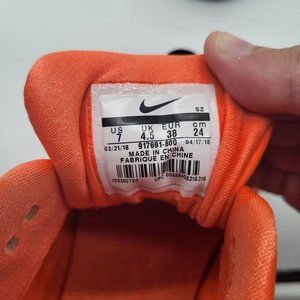 SZ
US UK EUR cm
7 4.5 38 24
02/21/18 917691-800 04/17/18
MADE IN CHINA
FABRIQUE EN CHINE